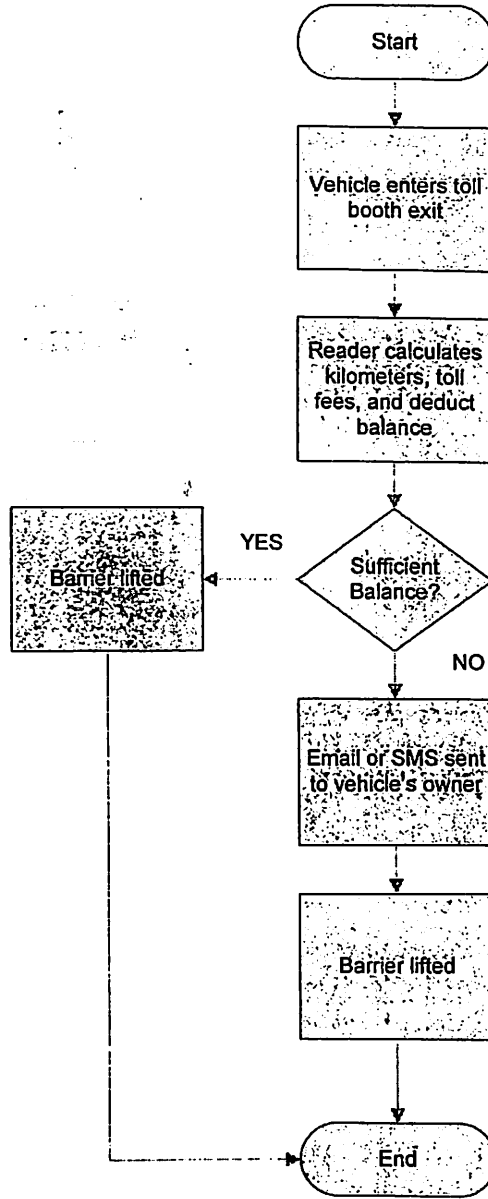 Start
Vehicle enters toll
booth exit
Reader calculates
kilometers, toll
fees, and deduct
balance
Sufficient
Balance?
YES
Barrier lifted
NO
Email or SMS sent
to vehicle's owner
Barrier lifted
End